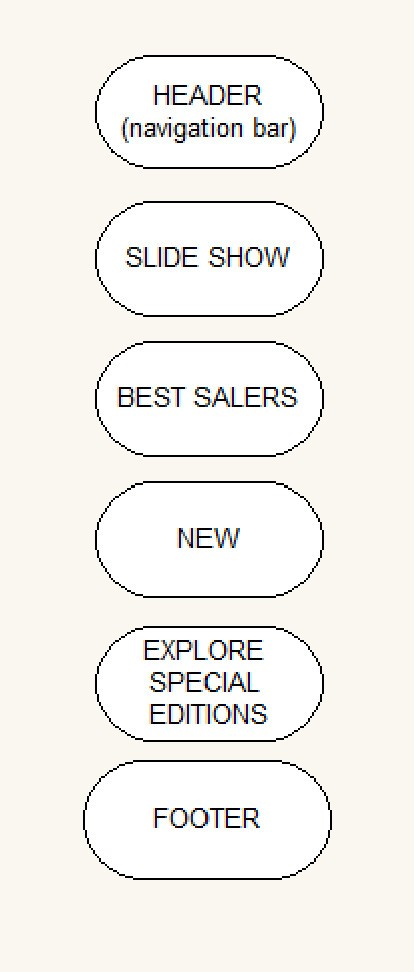 HEADER
(navigation bar)
SLIDE SHOW
BEST SALERS
NEW
EXPLORE
SPECIAL
EDITIONS
FOOTER